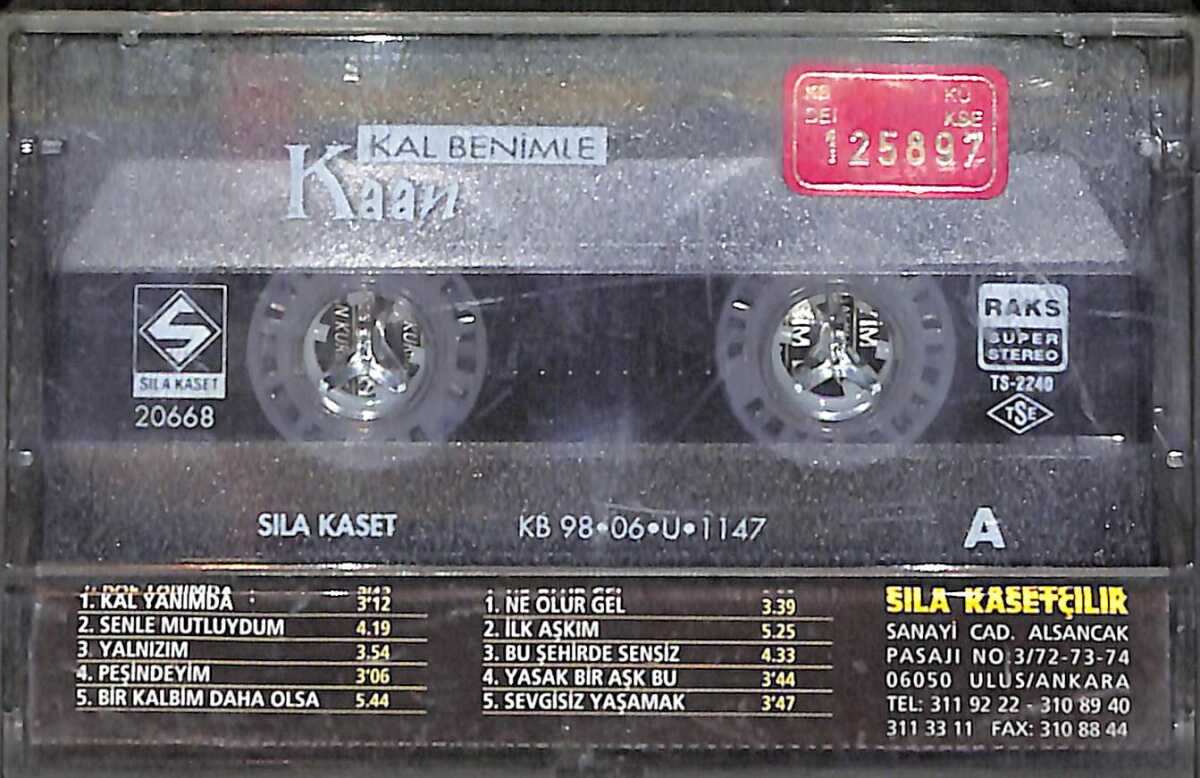 KAL BENİMLE
Kaan
KB KÜ
DEİ KSE
125897
SILA KASET
20668
RAKS
SUPER
STEREO
TS-2240
TSE
SILA KASET KB 98•06•U•1147 A
1. KAL YANIMDA 3'12
2. SENLE MUTLUYDUM 4.19
3. YALNIZIM 3.54
4. PEŞİNDEYİM 3'06
5. BİR KALBİM DAHA OLSA 5.44
1. NE OLUR GEL 3.39
2. İLK AŞKIM 5.25
3. BU ŞEHİRDE SENSİZ 4.33
4. YASAK BİR AŞK BU 3'44
5. SEVGİSİZ YAŞAMAK 3'47
SILA KASETÇILIK
SANAYİ CAD. ALSANCAK
PASAJI NO.3/72-73-74
06050 ULUS/ANKARA
TEL: 311 92 22 - 310 89 40
311 33 11 FAX: 310 88 44